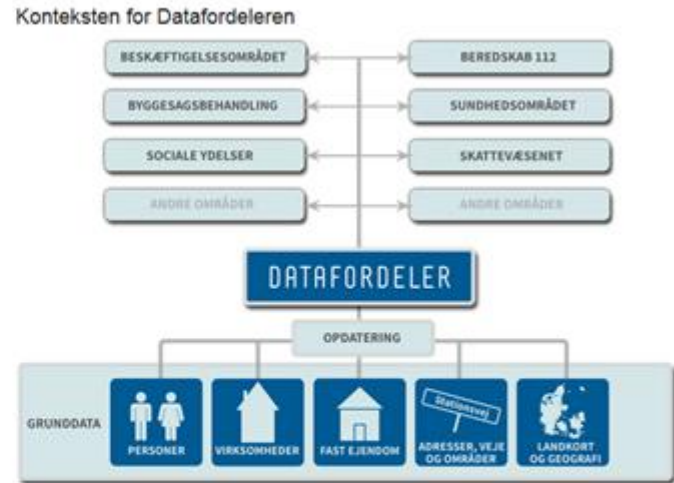 Konteksten for Datafordeleren
BESKÆFTIGELSESOMRÅDET
BEREDSKAB 112
BYGGESAGSBEHANDLING
SUNDHEDSOMRÅDET
SOCIALE YDELSER
SKATTEVÆSENET
ANDRE OMRÅDER
ANDRE OMRÅDER
DATAFORDELER
OPDATERING
GRUNDDATA
PERSONER
VIRKSOMHEDER
FAST EJENDOM
Stationsvej
ADRESSER, VEJE
OG OMRÅDER
LANDKORT
OG GEOGRAFI